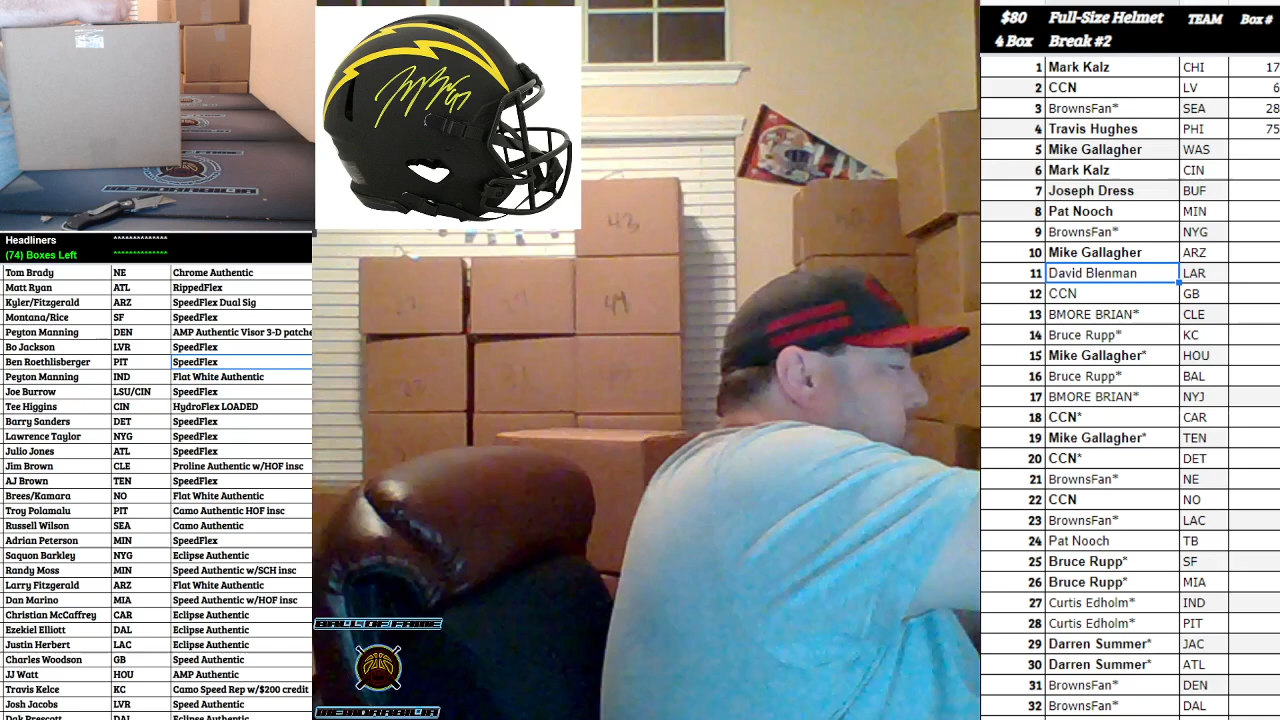 Headliners **************
(74) Boxes Left **************
Tom Brady NE Chrome Authentic
Matt Ryan ATL RippedFlex
Kyler/Fitzgerald ARZ SpeedFlex Dual Sig
Montana/Rice SF SpeedFlex
Peyton Manning DEN AMP Authentic Visor 3-D patche
Bo Jackson LVR SpeedFlex
Ben Roethlisberger PIT SpeedFlex
Peyton Manning IND Flat White Authentic
Joe Burrow LSU/CIN SpeedFlex
Tee Higgins CIN HydroFlex LOADED
Barry Sanders DET SpeedFlex
Lawrence Taylor NYG SpeedFlex
Julio Jones ATL SpeedFlex
Jim Brown CLE Proline Authentic w/HOF insc
AJ Brown TEN SpeedFlex
Brees/Kamara NO Flat White Authentic
Troy Polamalu PIT Camo Authentic HOF insc
Russell Wilson SEA Camo Authentic
Adrian Peterson MIN SpeedFlex
Saquon Barkley NYG Eclipse Authentic
Randy Moss MIN Speed Authentic w/SCH insc
Larry Fitzgerald ARZ Flat White Authentic
Dan Marino MIA Speed Authentic w/HOF insc
Christian McCaffrey CAR Eclipse Authentic
Ezekiel Elliott DAL Eclipse Authentic
Justin Herbert LAC Eclipse Authentic
Charles Woodson GB Speed Authentic
JJ Watt HOU AMP Authentic
Travis Kelce KC Camo Speed Rep w/$200 credit
Josh Jacobs LVR Speed Authentic
Dak Prescott DAL Eclipse Authentic
43
44
BALL OF FAME
MEMORABILIA
$80 Full-Size Helmet TEAM Box #
4 Box Break #2
1 Mark Kalz CHI 17
2 CCN LV 6
3 BrownsFan* SEA 28
4 Travis Hughes PHI 75
5 Mike Gallagher WAS
6 Mark Kalz CIN
7 Joseph Dress BUF
8 Pat Nooch MIN
9 BrownsFan* NYG
10 Mike Gallagher ARZ
11 David Blenman LAR
12 CCN GB
13 BMORE BRIAN* CLE
14 Bruce Rupp* KC
15 Mike Gallagher* HOU
16 Bruce Rupp* BAL
17 BMORE BRIAN* NYJ
18 CCN* CAR
19 Mike Gallagher* TEN
20 CCN* DET
21 BrownsFan* NE
22 CCN NO
23 BrownsFan* LAC
24 Pat Nooch TB
25 Bruce Rupp* SF
26 Bruce Rupp* MIA
27 Curtis Edholm* IND
28 Curtis Edholm* PIT
29 Darren Summer* JAC
30 Darren Summer* ATL
31 BrownsFan* DEN
32 BrownsFan* DAL